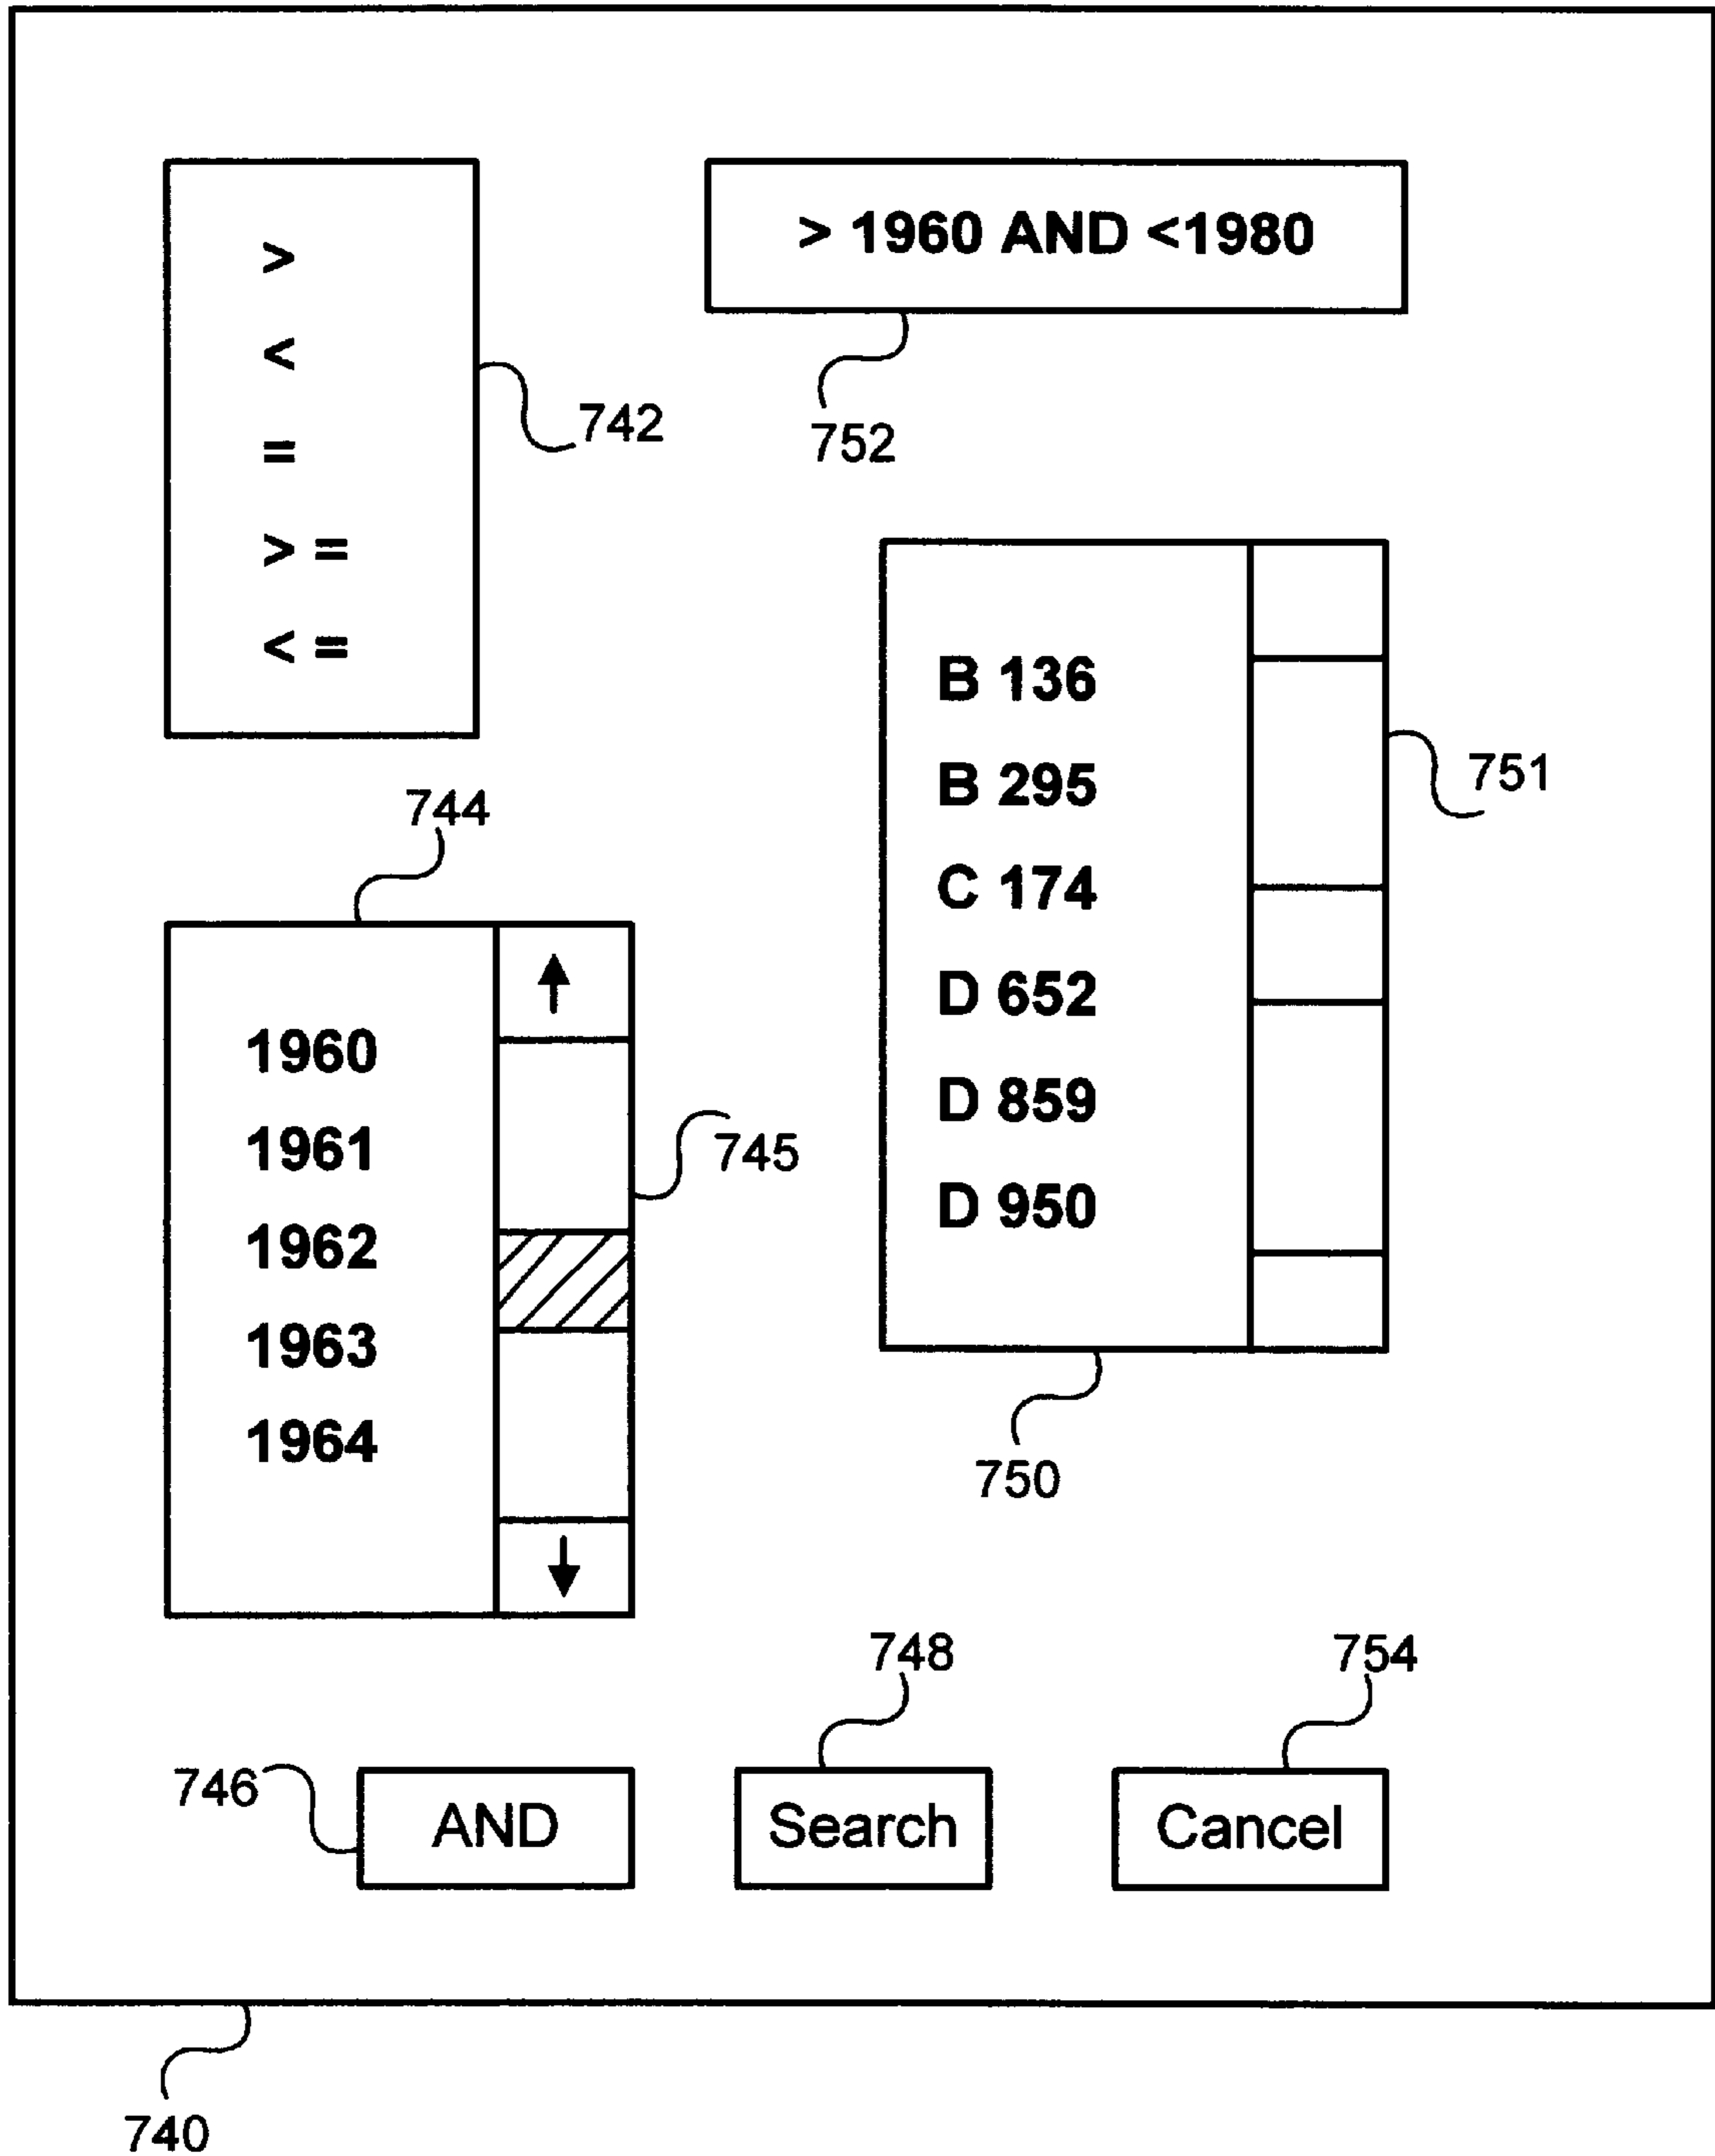 > 1960 AND <1980
>
<
=
> =
< =
742
752
B 136
B 295
C 174
D 652
D 859
D 950
751
744
1960
1961
1962
1963
1964
745
750
748
754
746
AND
Search
Cancel
740